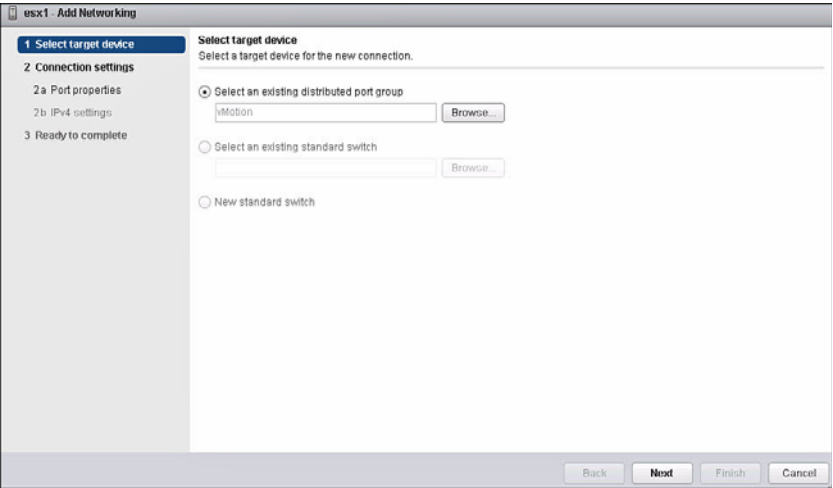 esx1 - Add Networking
1 Select target device
2 Connection settings
2a Port properties
2b IPv4 settings
3 Ready to complete
Select target device
Select a target device for the new connection.
Select an existing distributed port group
vMotion
Browse...
Select an existing standard switch
Browse...
New standard switch
Back
Next
Finish
Cancel